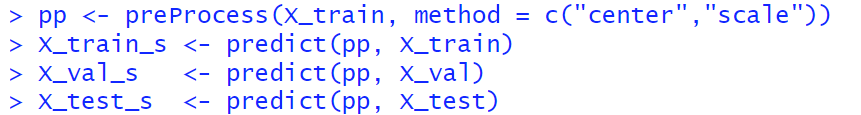 > pp <- preProcess(X_train, method = c("center","scale"))
> X_train_s <- predict(pp, X_train)
> X_val_s   <- predict(pp, X_val)
> X_test_s  <- predict(pp, X_test)